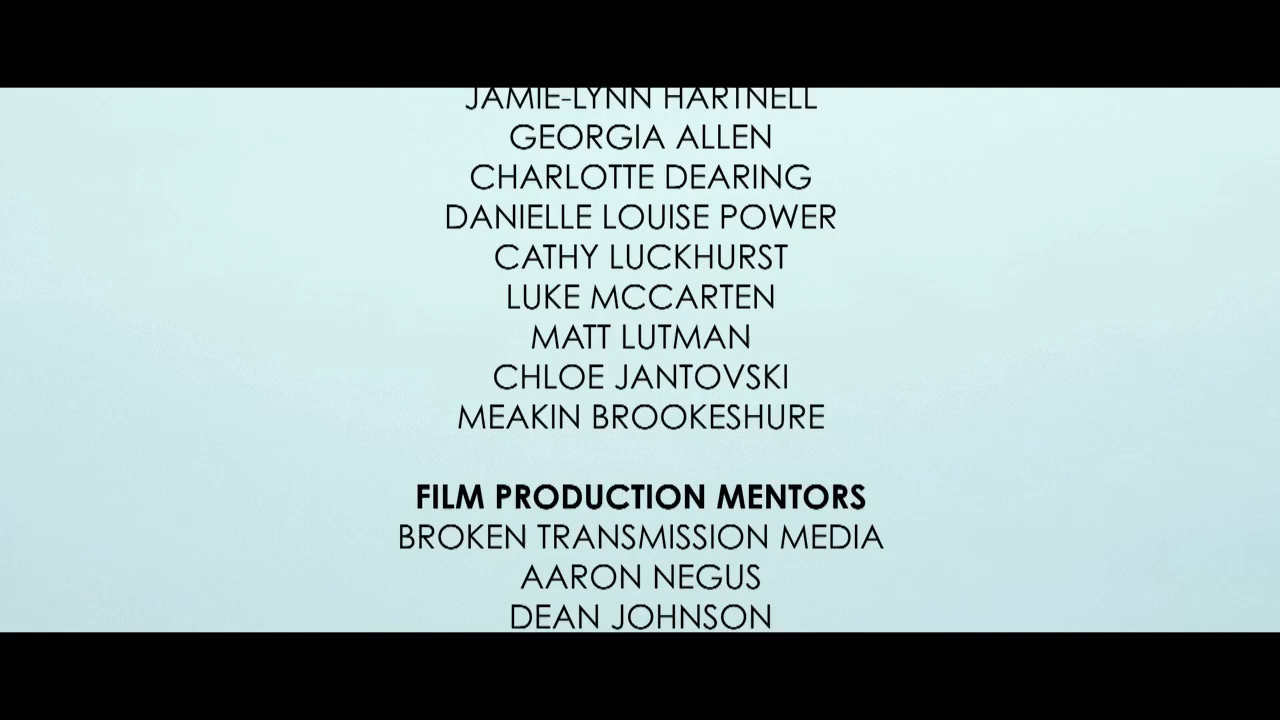 JAMIE-LYNN HARTNELL
GEORGIA ALLEN
CHARLOTTE DEARING
DANIELLE LOUISE POWER
CATHY LUCKHURST
LUKE MCCARTEN
MATT LUTMAN
CHLOE JANTOVSKI
MEAKIN BROOKESHURE
FILM PRODUCTION MENTORS
BROKEN TRANSMISSION MEDIA
AARON NEGUS
DEAN JOHNSON